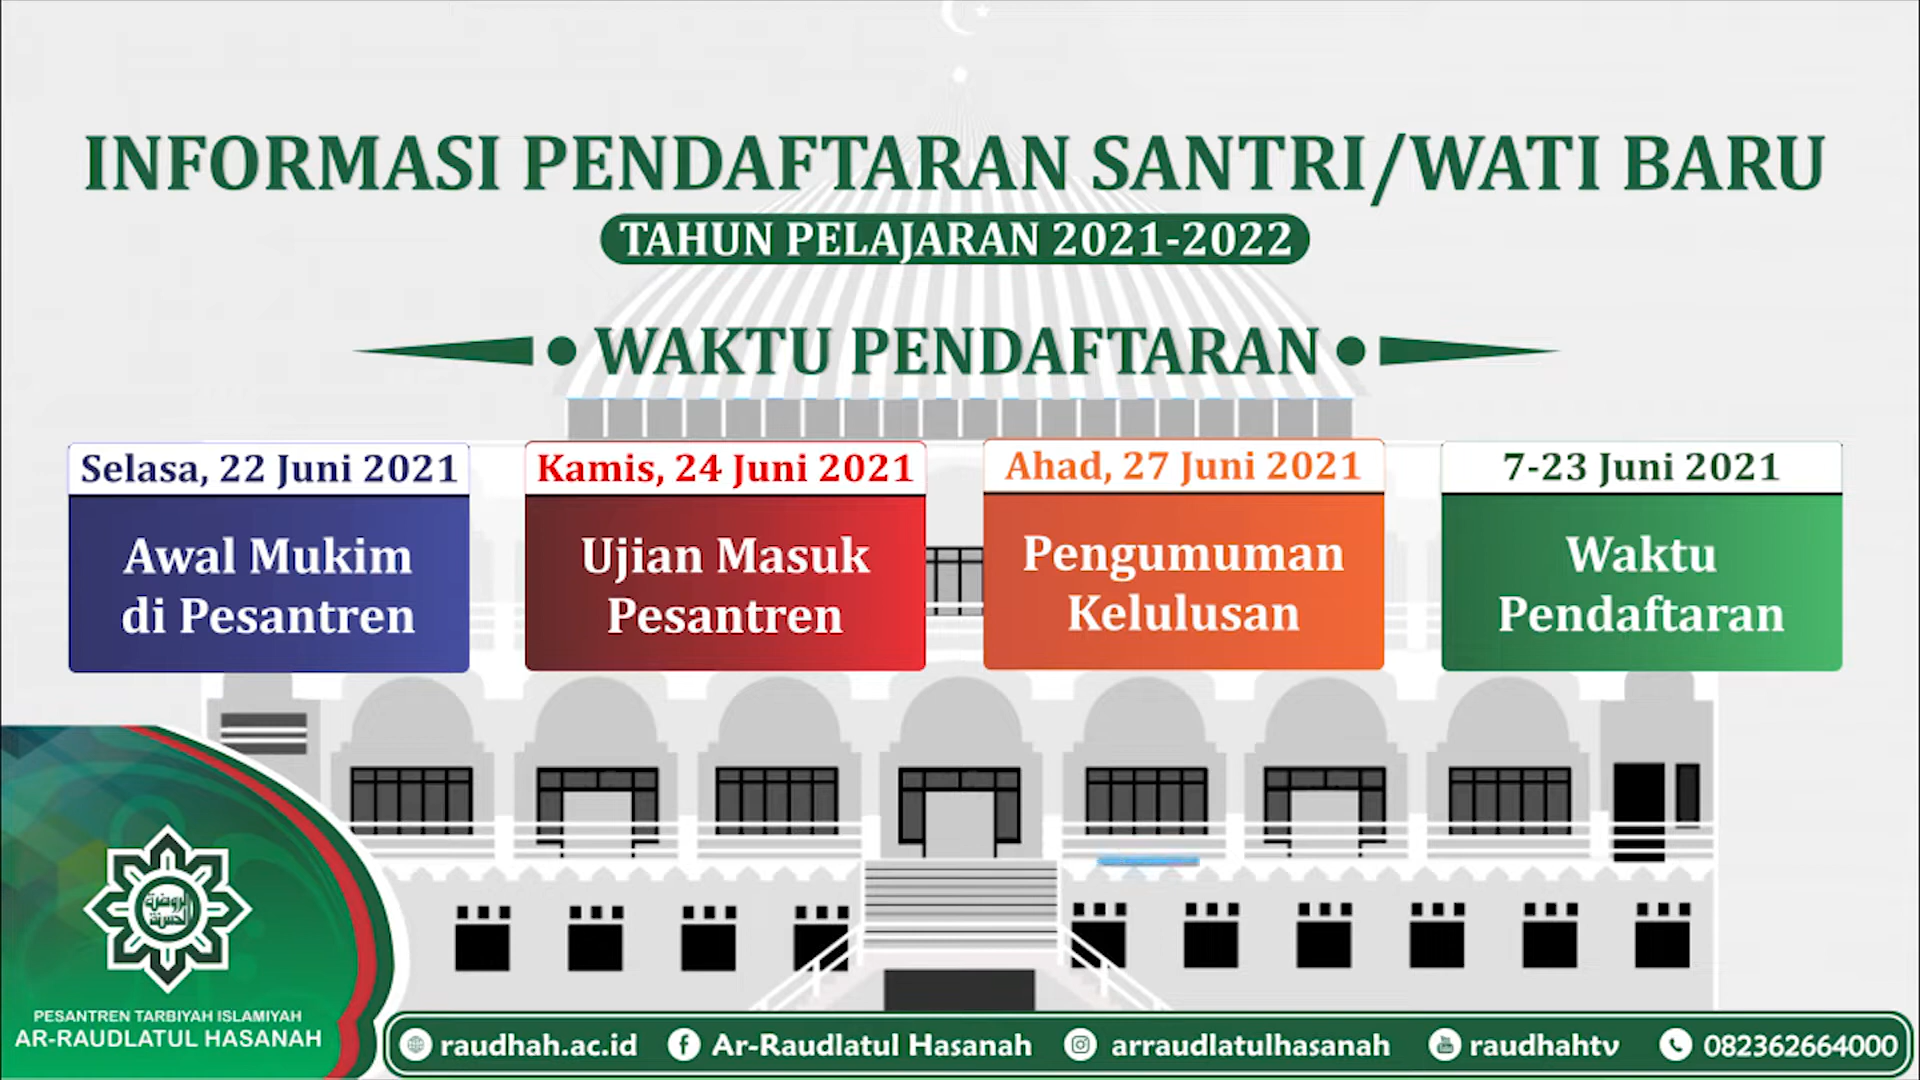 INFORMASI PENDAFTARAN SANTRI/WATI BARU
TAHUN PELAJARAN 2021-2022
WAKTU PENDAFTARAN
Selasa, 22 Juni 2021
Awal Mukim
di Pesantren
Kamis, 24 Juni 2021
Ujian Masuk
Pesantren
Ahad, 27 Juni 2021
Pengumuman
Kelulusan
7-23 Juni 2021
Waktu
Pendaftaran
PESANTREN TARBIYAH ISLAMIYAH
AR-RAUDLATUL HASANAH
raudhah.ac.id
Ar-Raudlatul Hasanah
arraudlatulhasanah
raudhahtv
082362664000